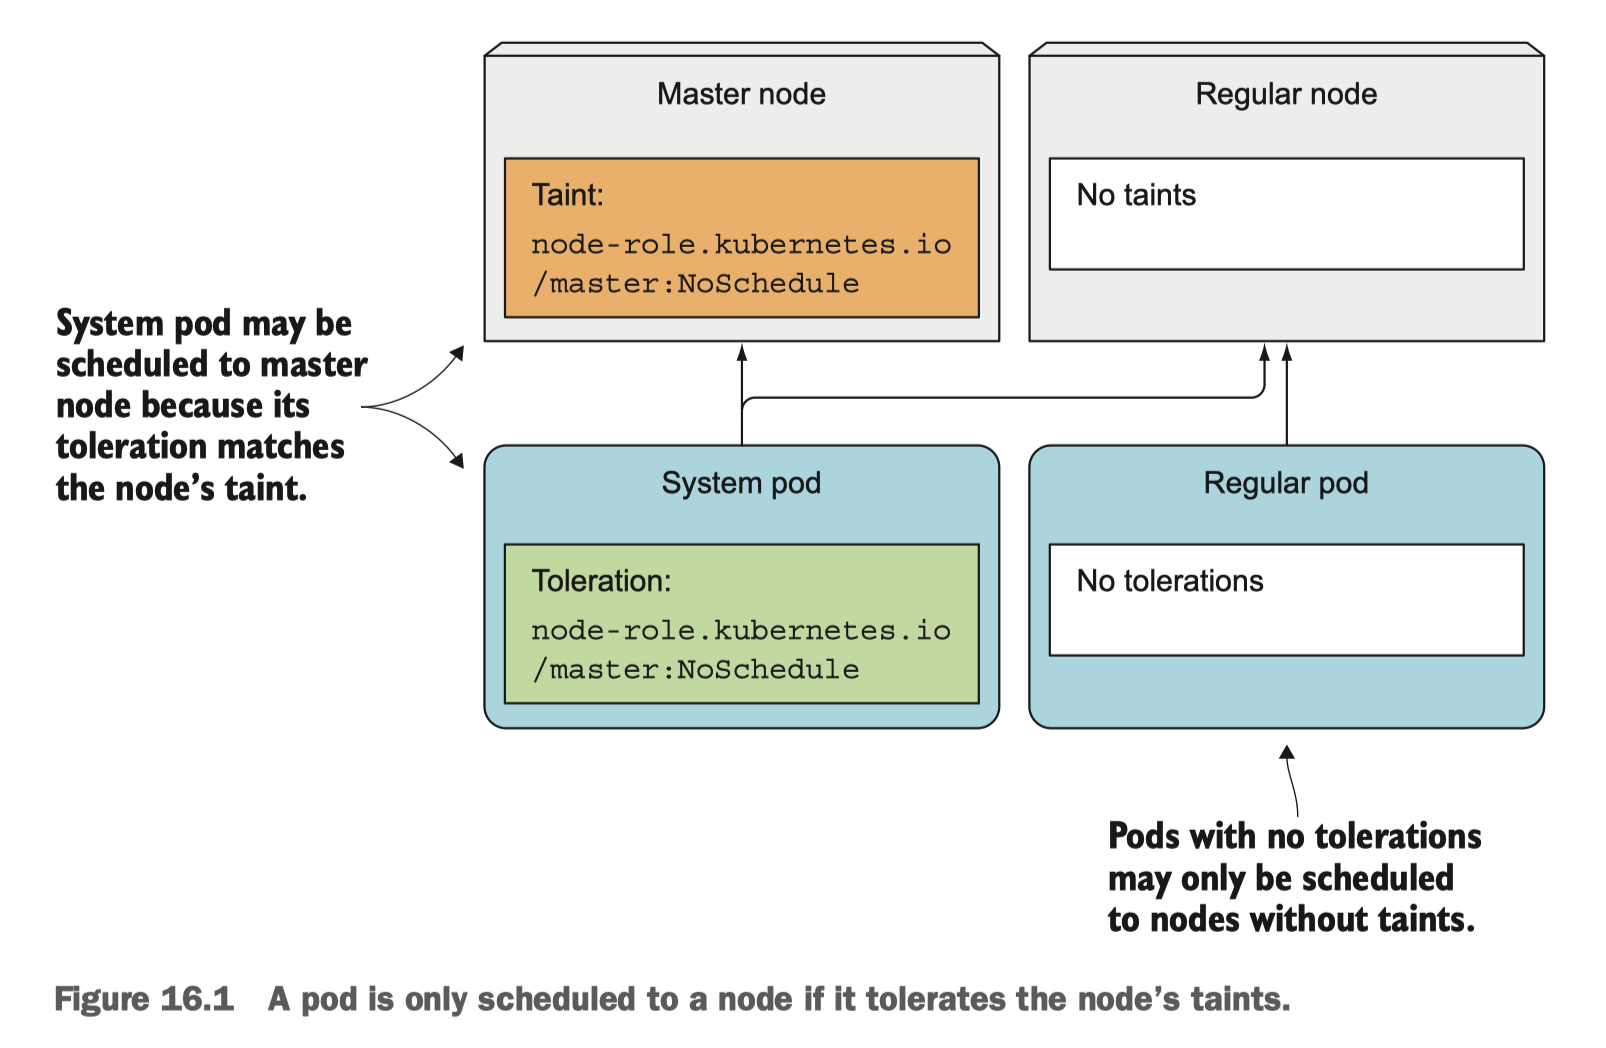 Master node
Taint:
node-role.kubernetes.io
/master:NoSchedule
Regular node
No taints
System pod may be
scheduled to master
node because its
toleration matches
the node’s taint.
System pod
Toleration:
node-role.kubernetes.io
/master:NoSchedule
Regular pod
No tolerations
Pods with no tolerations
may only be scheduled
to nodes without taints.
Figure 16.1 A pod is only scheduled to a node if it tolerates the node’s taints.